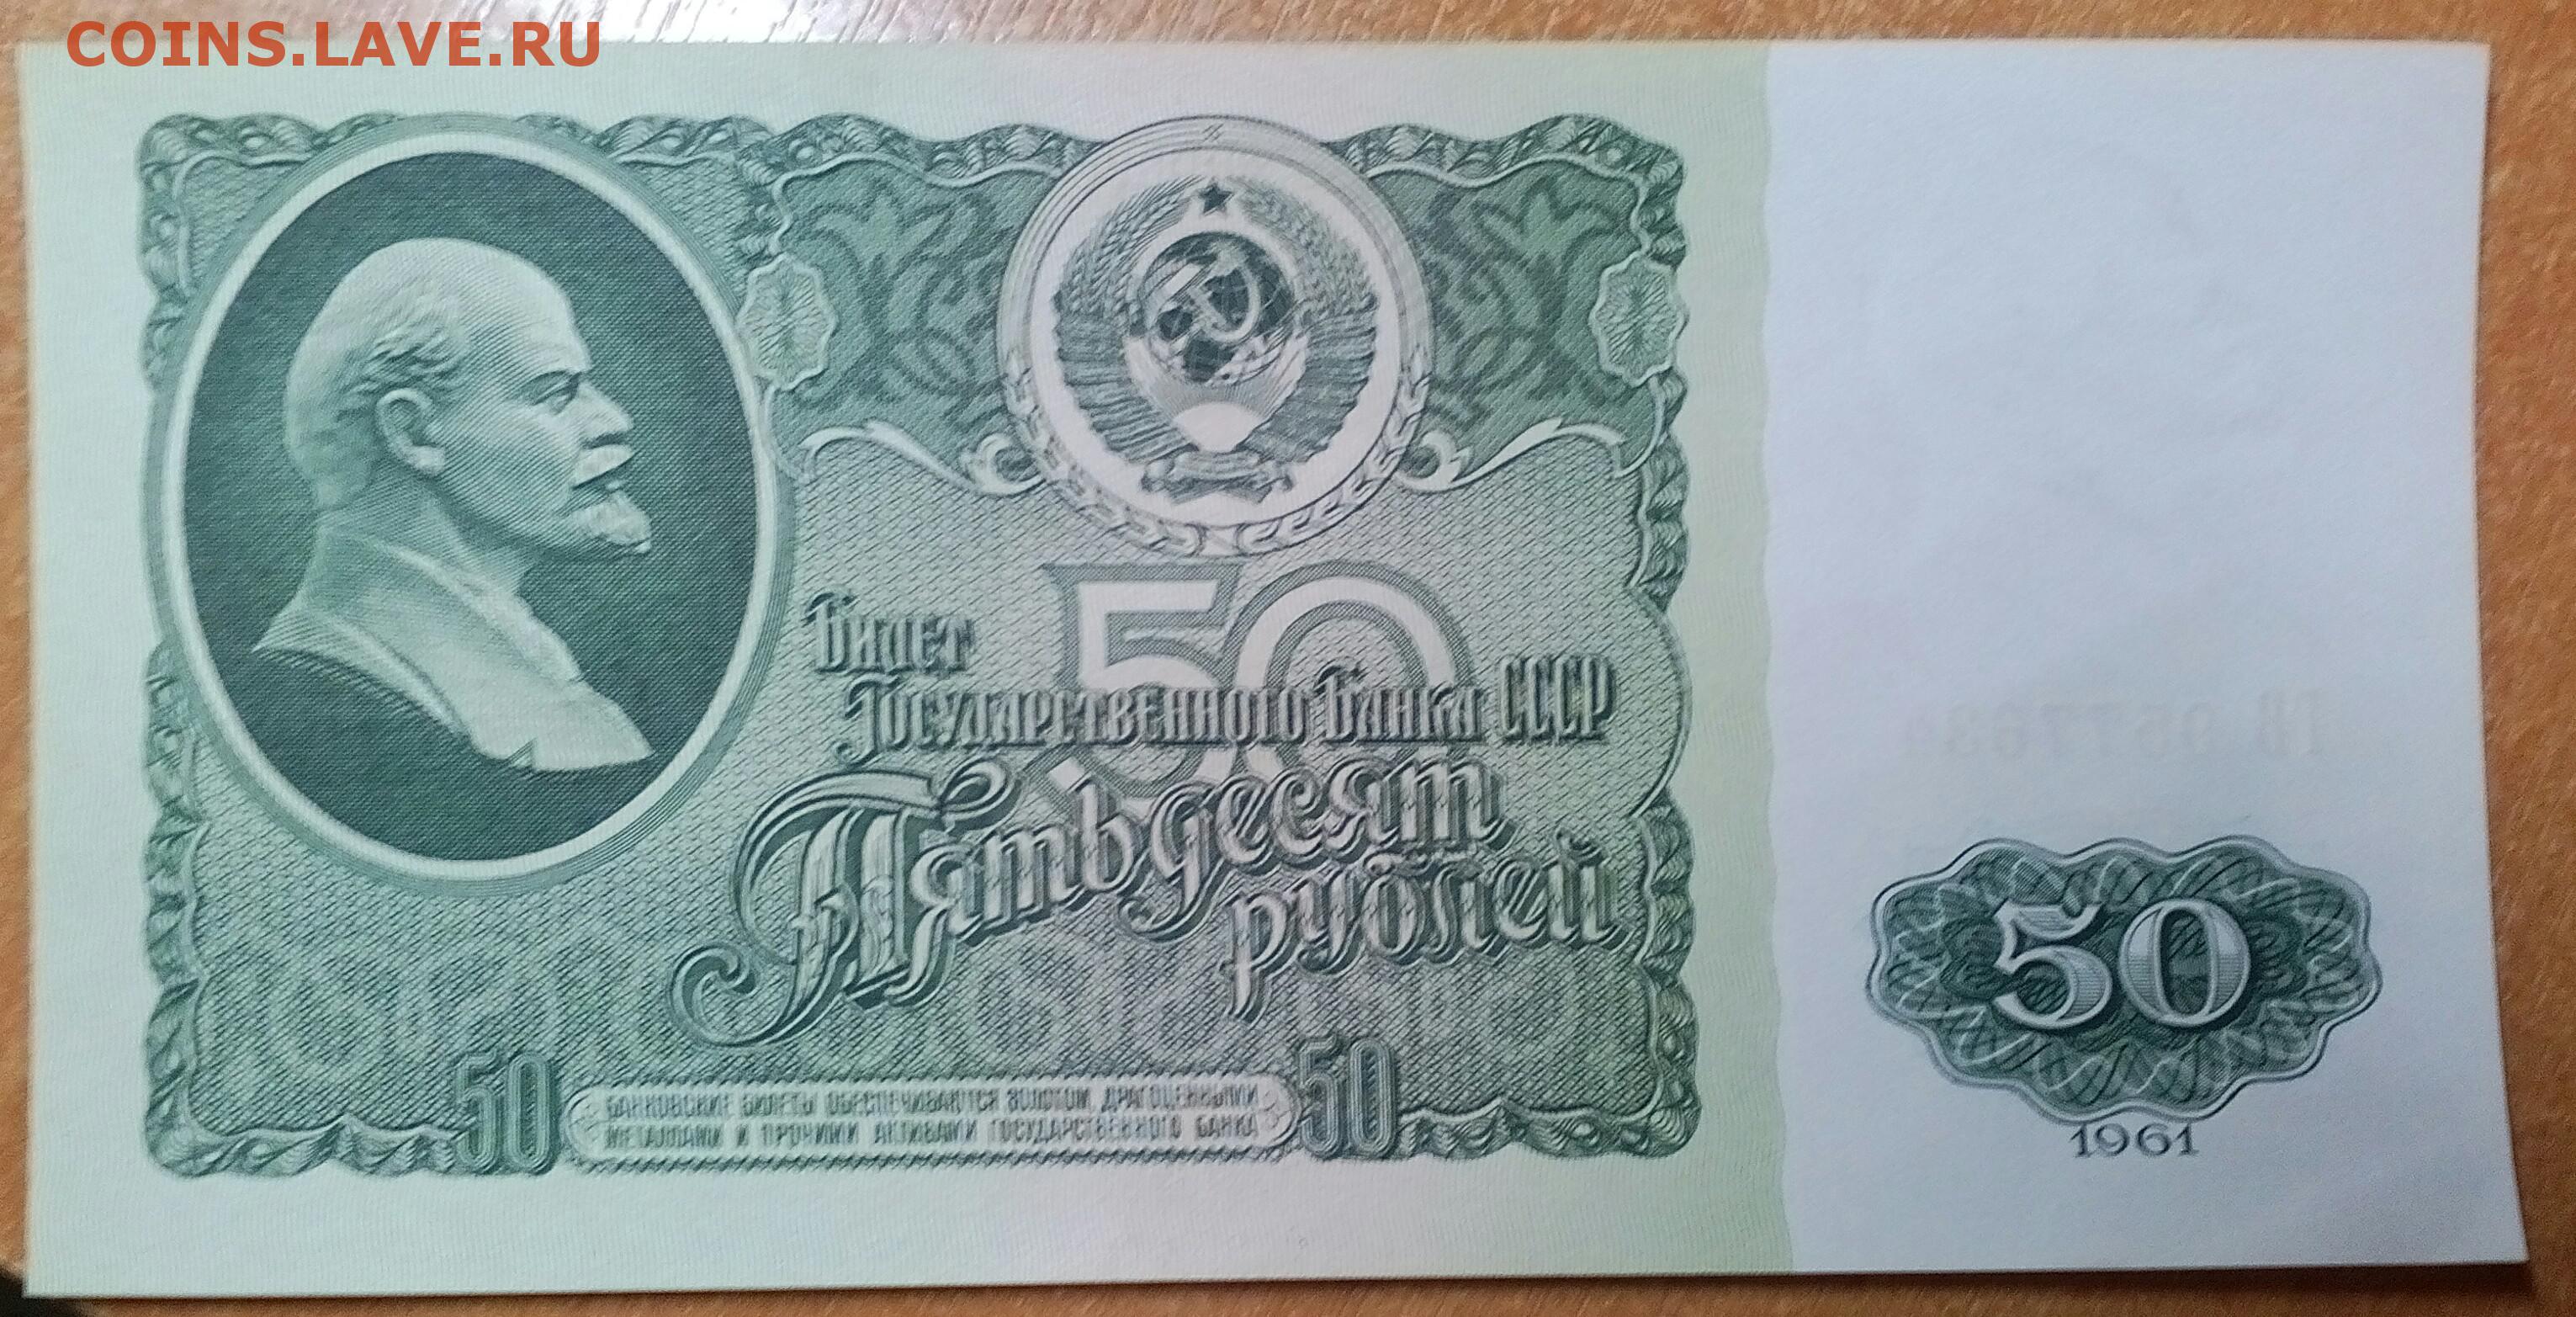 COINS.LAVE.RU
50
Билет
Государственного Банка СССР
Пятьдесят
рублей
50
50
БАНКОВСКИЕ БИЛЕТЫ ОБЕСПЕЧИВАЮТСЯ ЗОЛОТОМ, ДРАГОЦЕННЫМИ
МЕТАЛЛАМИ И ПРОЧИМИ АКТИВАМИ ГОСУДАРСТВЕННОГО БАНКА
50
1961